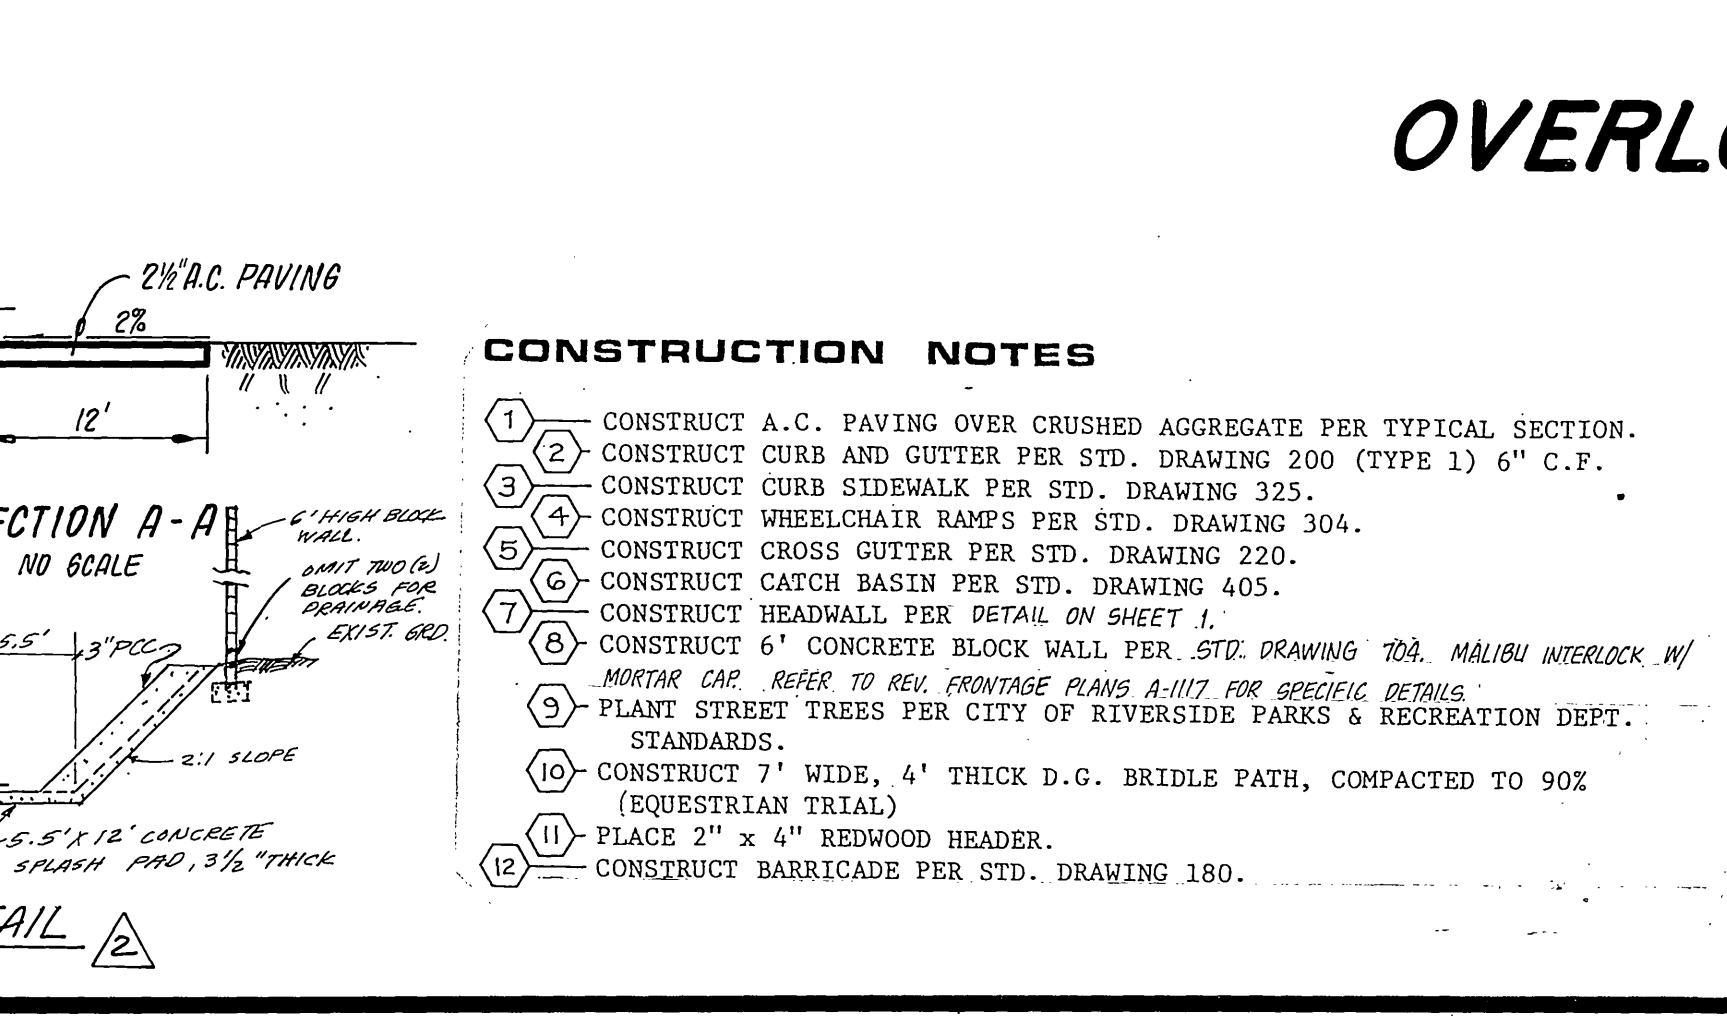 OVERL
2½" A.C. PAVING
2%
12'
ECTION A-A
NO SCALE
6' HIGH BLOCK
WALL.
OMIT TWO (2)
BLOCKS FOR
DRAINAGE.
EXIST. GRD.
5.5'
3" PCC
2:1 SLOPE
5.5' X 12' CONCRETE
SPLASH PAD, 3½" THICK
AIL
2
CONSTRUCTION NOTES
1 CONSTRUCT A.C. PAVING OVER CRUSHED AGGREGATE PER TYPICAL SECTION.
2 CONSTRUCT CURB AND GUTTER PER STD. DRAWING 200 (TYPE 1) 6" C.F.
3 CONSTRUCT CURB SIDEWALK PER STD. DRAWING 325.
4 CONSTRUCT WHEELCHAIR RAMPS PER STD. DRAWING 304.
5 CONSTRUCT CROSS GUTTER PER STD. DRAWING 220.
6 CONSTRUCT CATCH BASIN PER STD. DRAWING 405.
7 CONSTRUCT HEADWALL PER DETAIL ON SHEET 1.
8 CONSTRUCT 6' CONCRETE BLOCK WALL PER STD. DRAWING 704. MALIBU INTERLOCK W/
MORTAR CAP. REFER TO REV. FRONTAGE PLANS A-1117 FOR SPECIFIC DETAILS.
9 PLANT STREET TREES PER CITY OF RIVERSIDE PARKS & RECREATION DEPT.
STANDARDS.
10 CONSTRUCT 7' WIDE, 4' THICK D.G. BRIDLE PATH, COMPACTED TO 90%
(EQUESTRIAN TRIAL)
11 PLACE 2" x 4" REDWOOD HEADER.
12 CONSTRUCT BARRICADE PER STD. DRAWING 180.